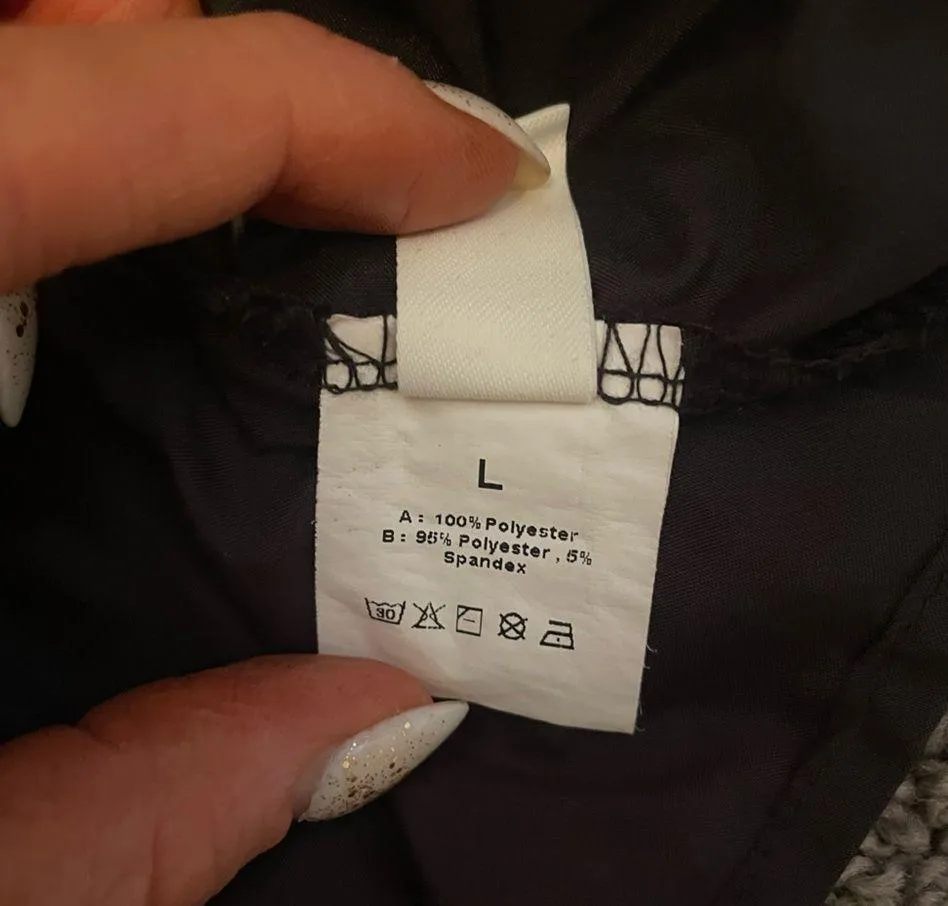 L
A : 100% Polyester
B : 95% Polyester , 5%
Spandex
30